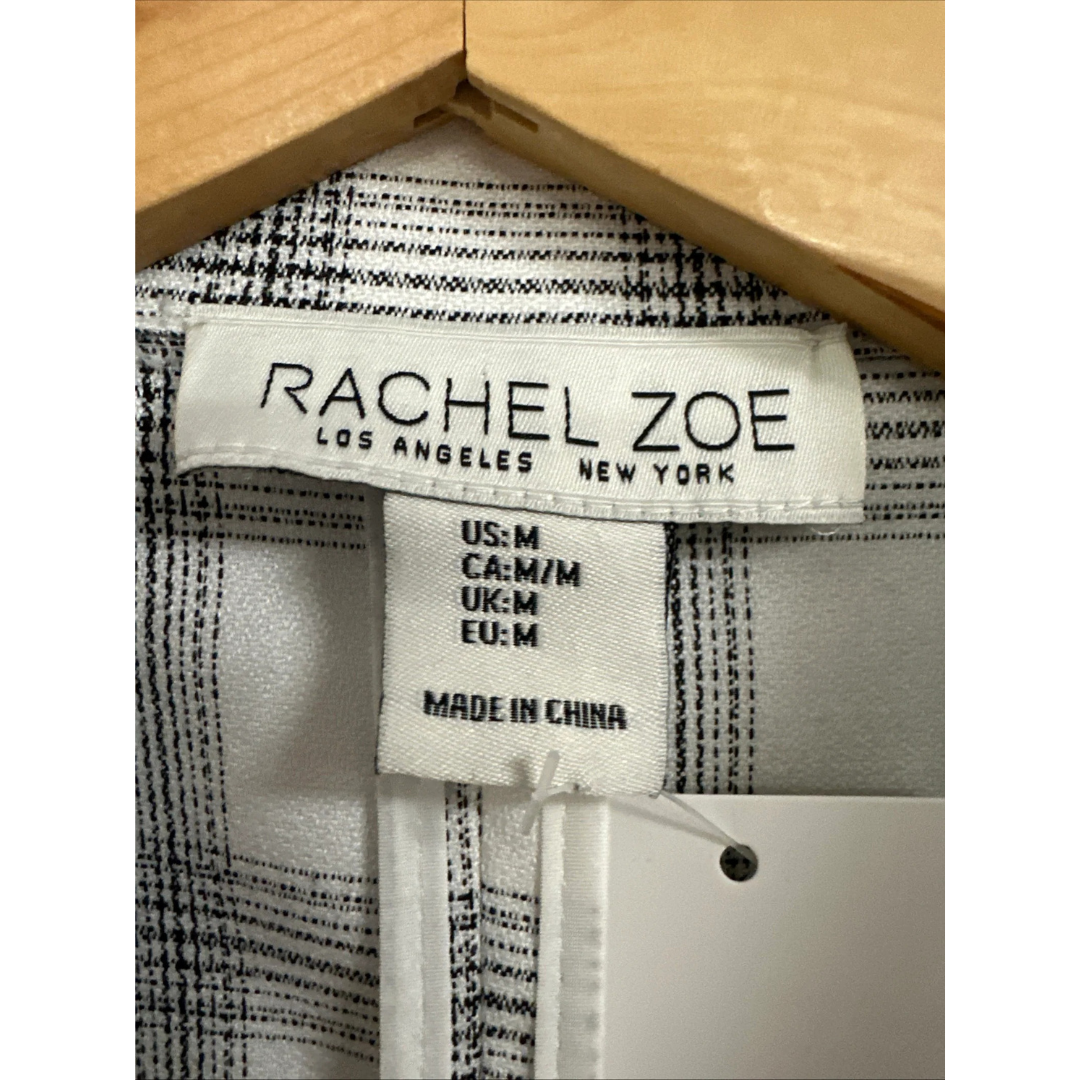 RACHEL ZOE
LOS ANGELES NEW YORK
US: M
CA: M/M
UK: M
EU: M
MADE IN CHINA